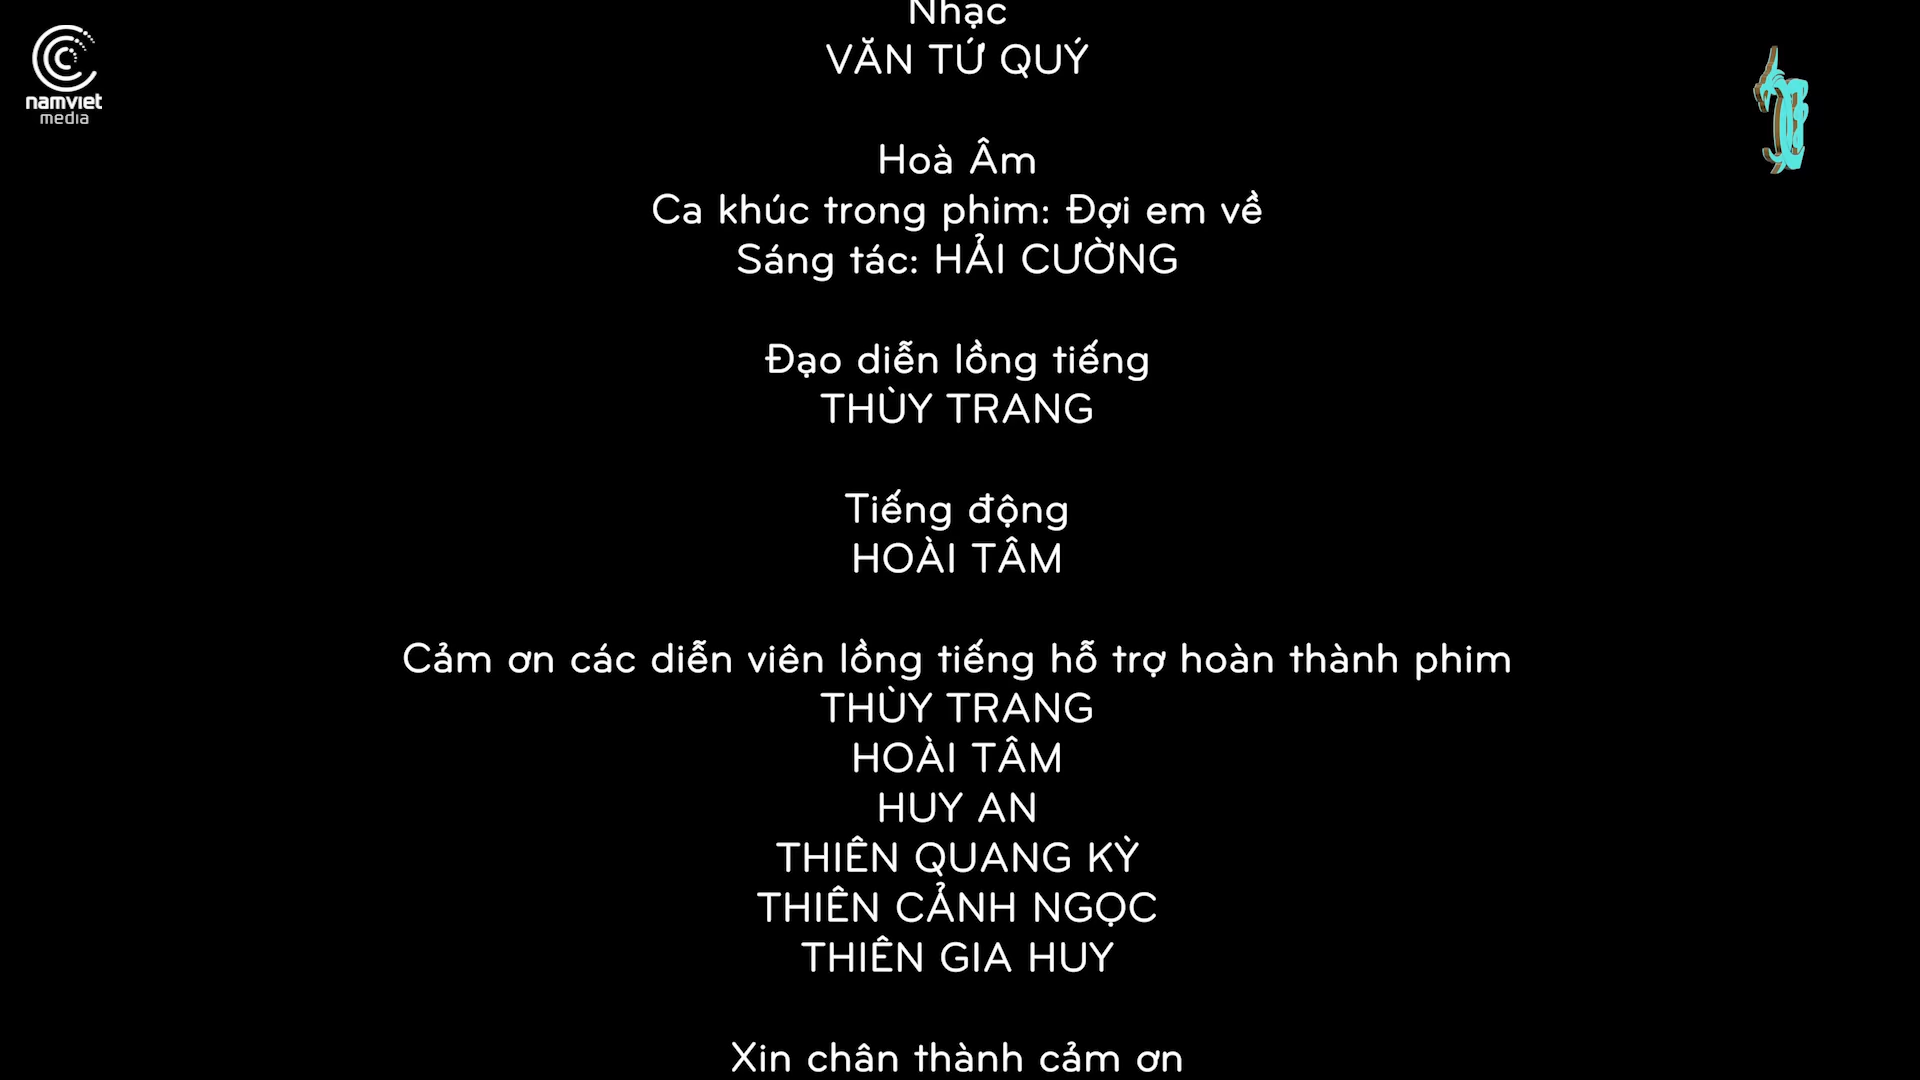 Nhạc
VĂN TỨ QUÝ
Hoà Âm
Ca khúc trong phim: Đợi em về
Sáng tác: HẢI CƯỜNG
Đạo diễn lồng tiếng
THÙY TRANG
Tiếng động
HOÀI TÂM
Cảm ơn các diễn viên lồng tiếng hỗ trợ hoàn thành phim
THÙY TRANG
HOÀI TÂM
HUY AN
THIÊN QUANG KỲ
THIÊN CẢNH NGỌC
THIÊN GIA HUY
Xin chân thành cảm ơn
namviet
media